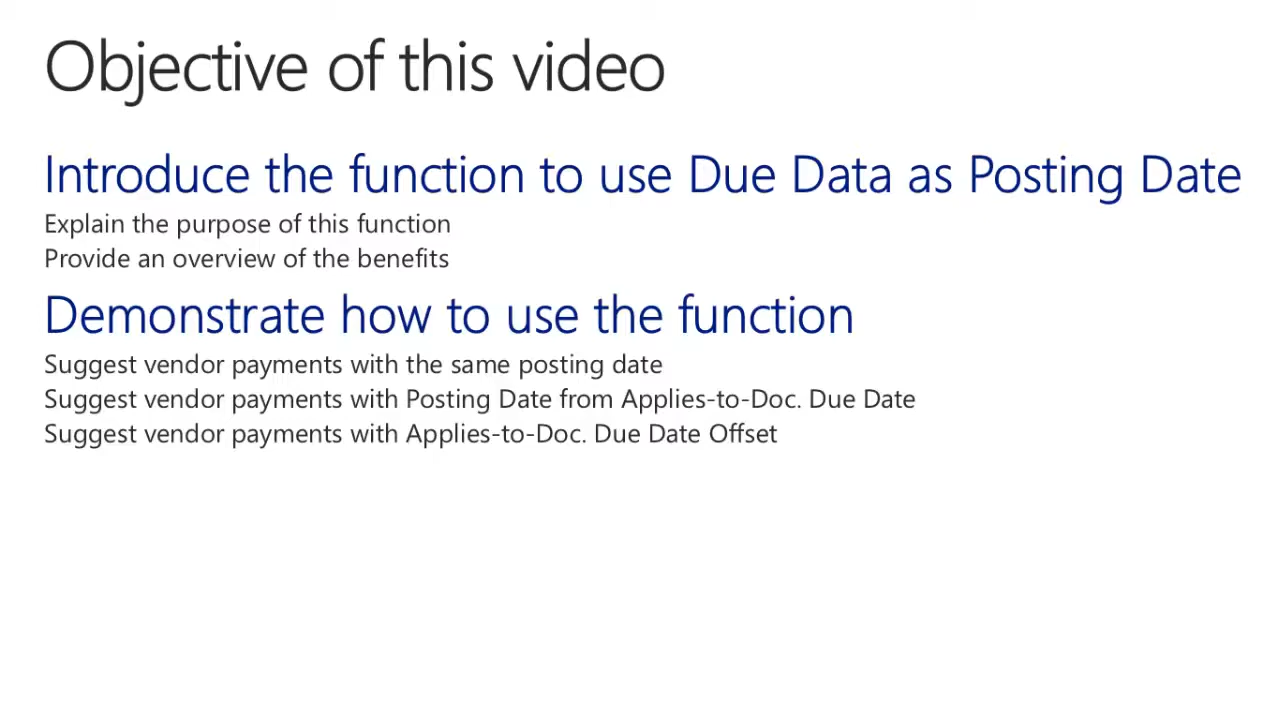 Objective of this video
Introduce the function to use Due Data as Posting Date
Explain the purpose of this function
Provide an overview of the benefits
Demonstrate how to use the function
Suggest vendor payments with the same posting date
Suggest vendor payments with Posting Date from Applies-to-Doc. Due Date
Suggest vendor payments with Applies-to-Doc. Due Date Offset